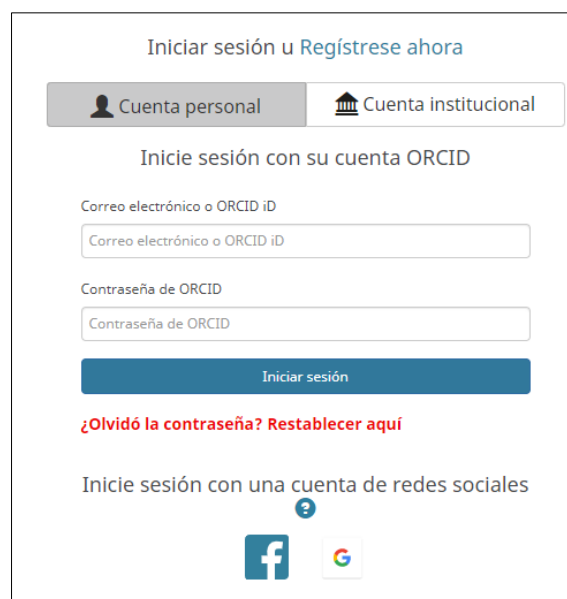 Iniciar sesión u Regístrese ahora
Cuenta personal
Cuenta institucional
Inicie sesión con su cuenta ORCID
Correo electrónico o ORCID iD
Correo electrónico o ORCID iD
Contraseña de ORCID
Contraseña de ORCID
Iniciar sesión
¿Olvidó la contraseña? Restablecer aquí
Inicie sesión con una cuenta de redes sociales
?
f
G